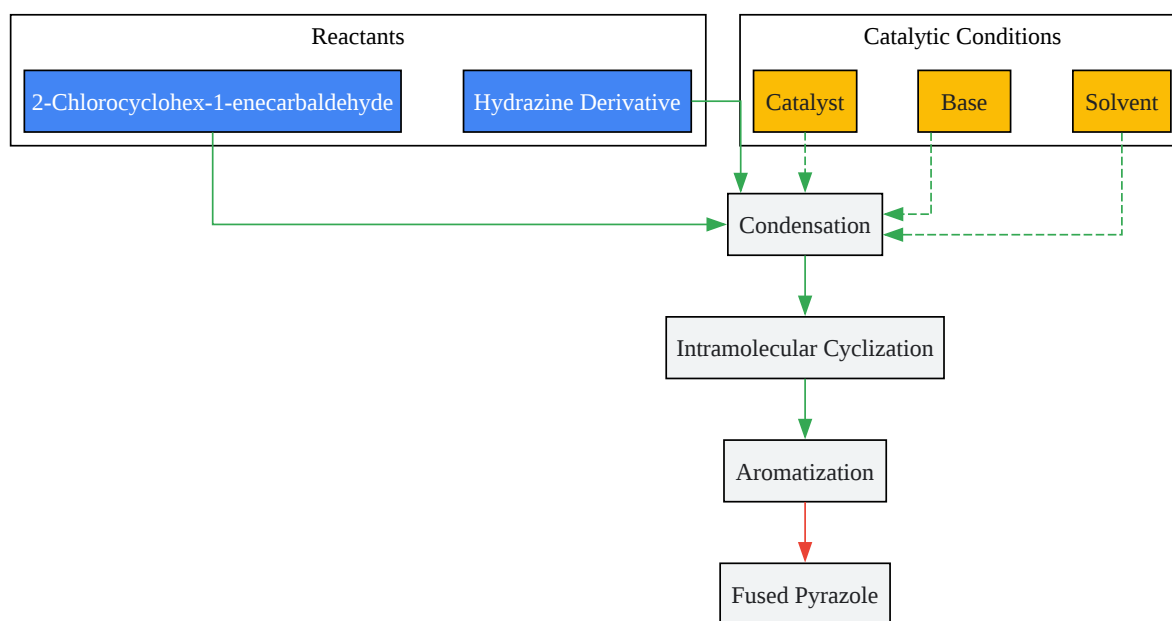 Reactants
Catalytic Conditions
2-Chlorocyclohex-1-enecarbaldehyde
Hydrazine Derivative
Catalyst
Base
Solvent
Condensation
Intramolecular Cyclization
Aromatization
Fused Pyrazole